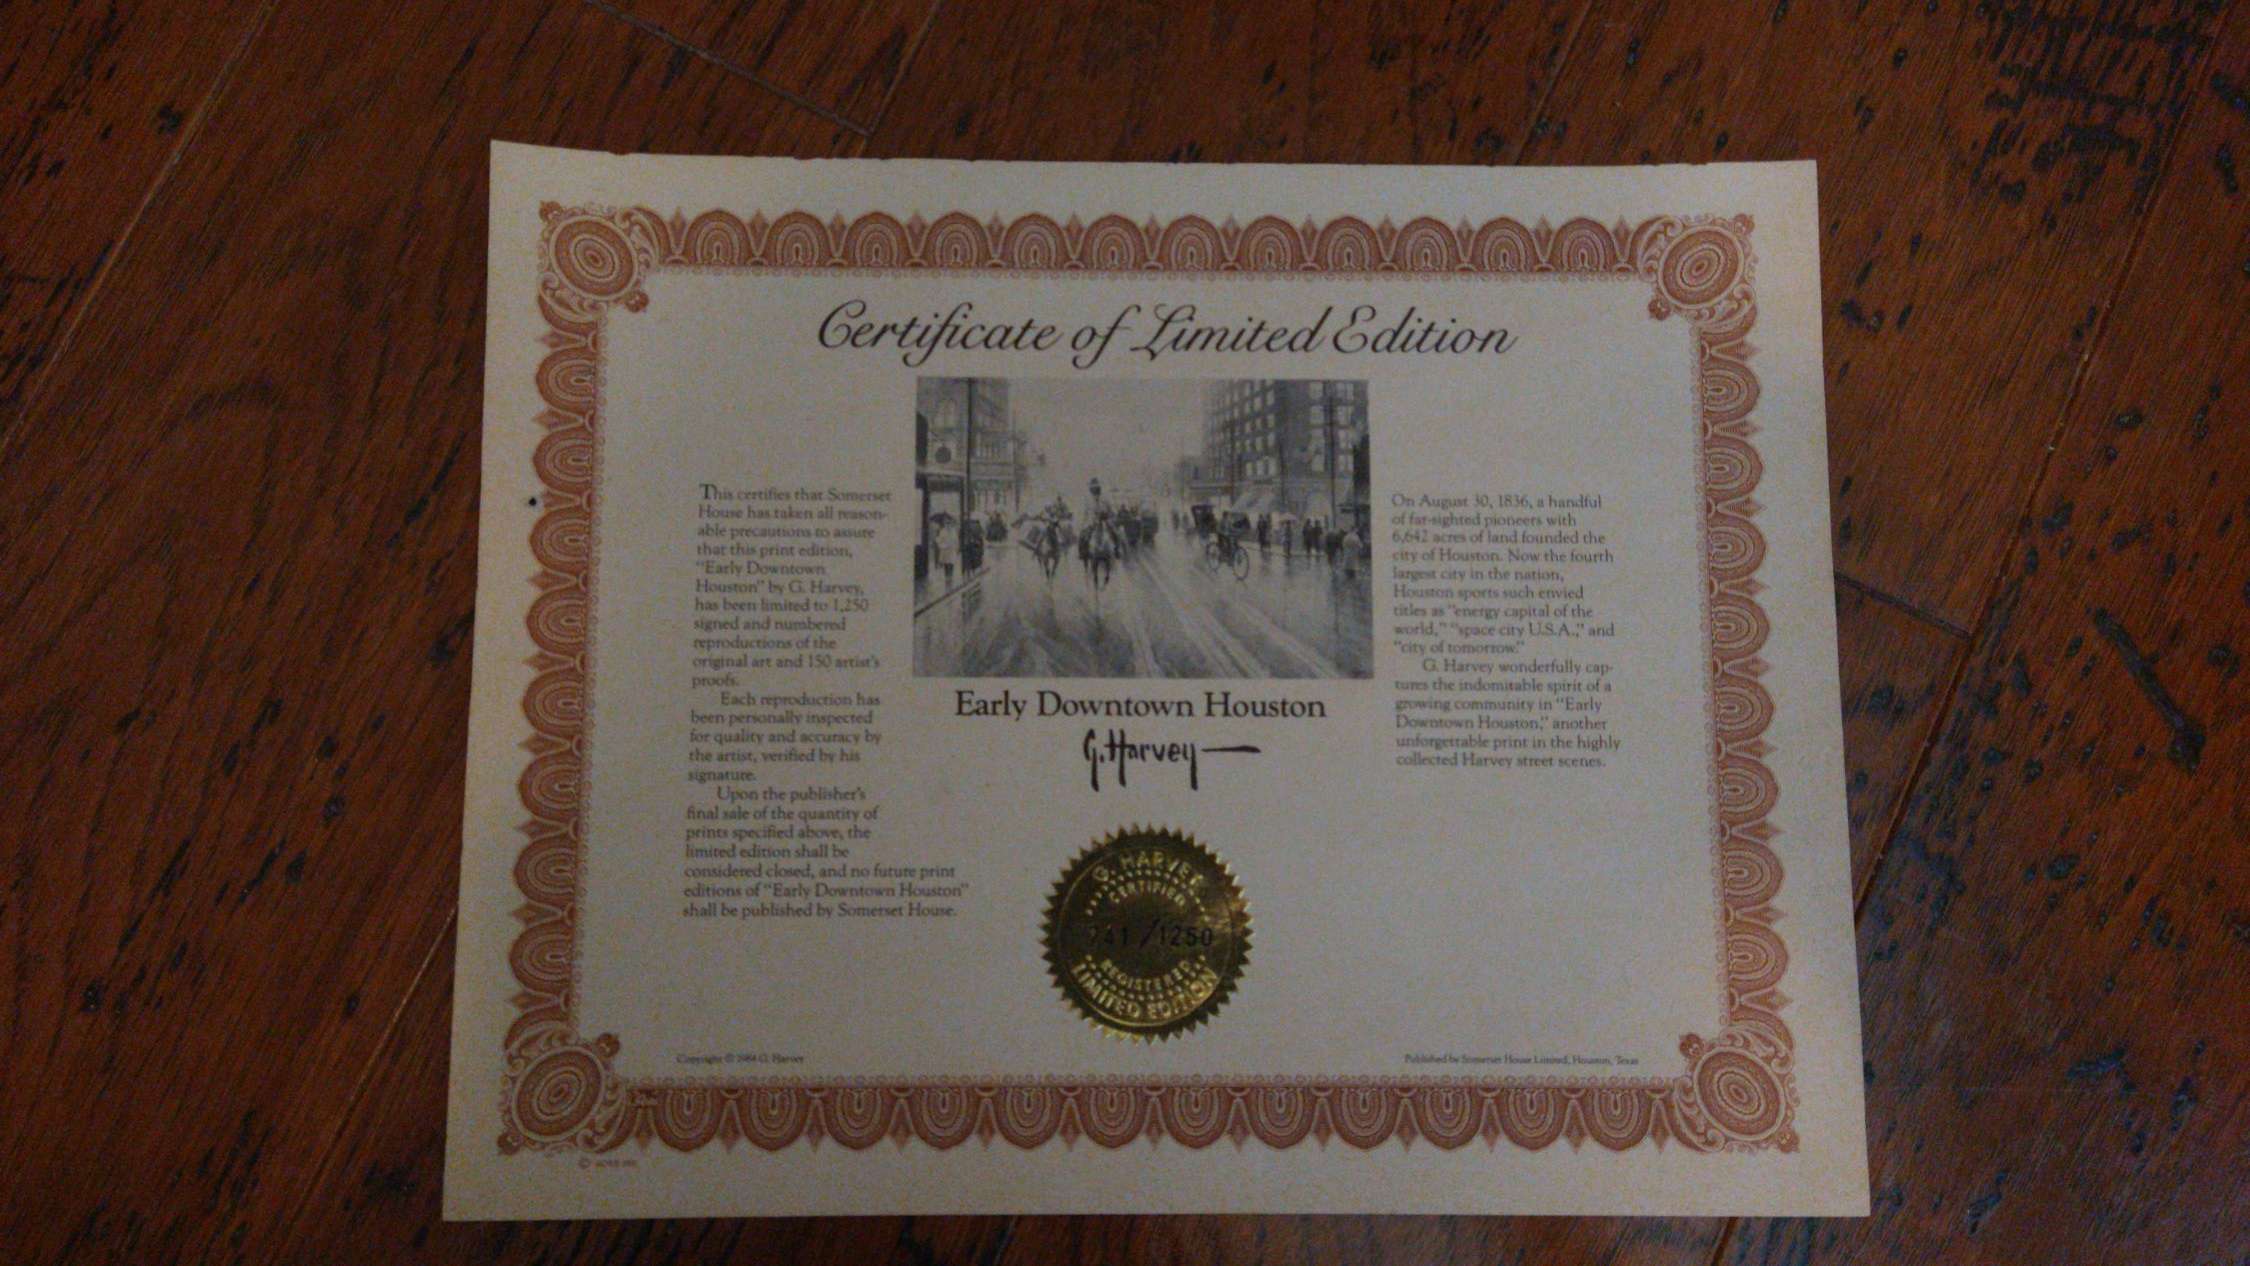 Certificate of Limited Edition
This certifies that Somerset
House has taken all reason-
able precautions to assure
that this print edition,
"Early Downtown
Houston" by G. Harvey,
has been limited to 1,250
signed and numbered
reproductions of the
original art and 150 artist's
proofs.
Each reproduction has
been personally inspected
for quality and accuracy by
the artist, verified by his
signature.
Upon the publisher's
final sale of the quantity of
prints specified above, the
limited edition shall be
considered closed, and no future print
editions of "Early Downtown Houston"
shall be published by Somerset House.
Early Downtown Houston
G. Harvey
G. HARVEY
CERTIFIED
741/1250
REGISTERED
LIMITED EDITION
On August 30, 1836, a handful
of far-sighted pioneers with
6,642 acres of land founded the
city of Houston. Now the fourth
largest city in the nation,
Houston sports such envied
titles as "energy capital of the
world," "space city U.S.A.," and
"city of tomorrow."
G. Harvey wonderfully cap-
tures the indomitable spirit of a
growing community in "Early
Downtown Houston," another
unforgettable print in the highly
collected Harvey street scenes.
Copyright © 1984 G. Harvey
Published by Somerset House Limited, Houston, Texas